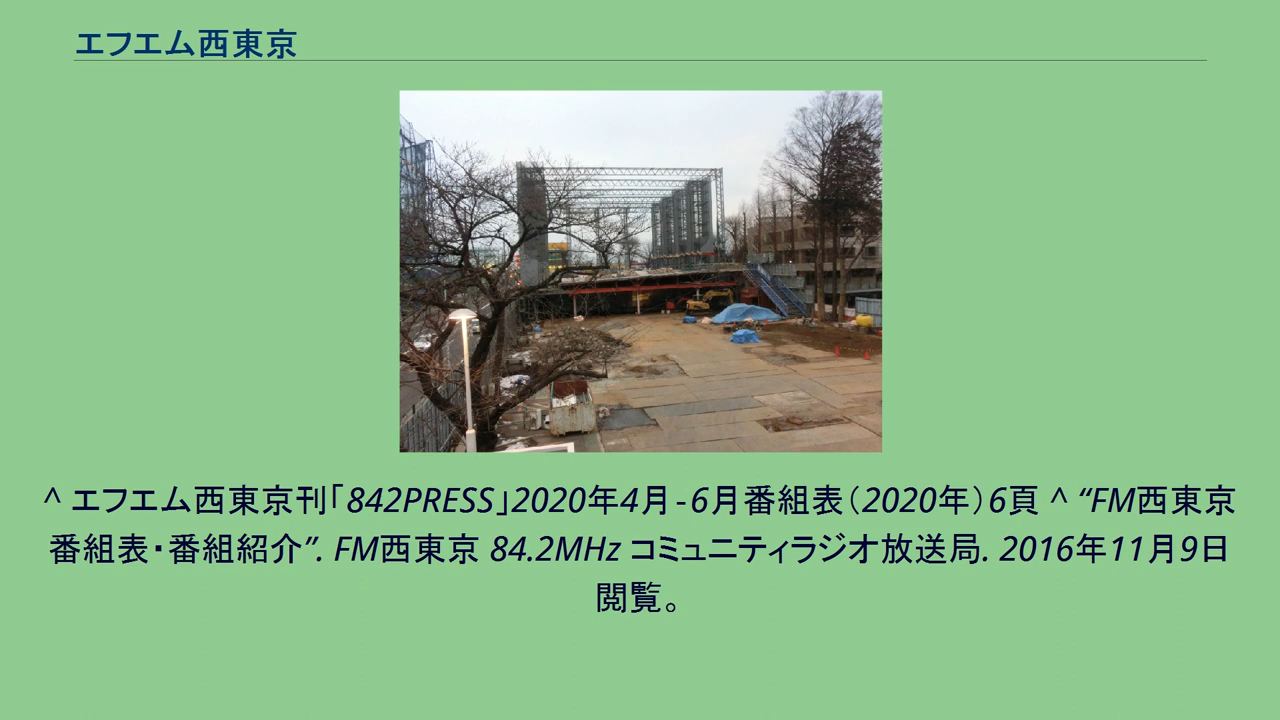 エフエム西東京
^ エフエム西東京刊「842PRESS」2020年4月-6月番組表（2020年）6頁 ^ “FM西東京
番組表・番組紹介”. FM西東京 84.2MHz コミュニティラジオ放送局. 2016年11月9日
閲覧。